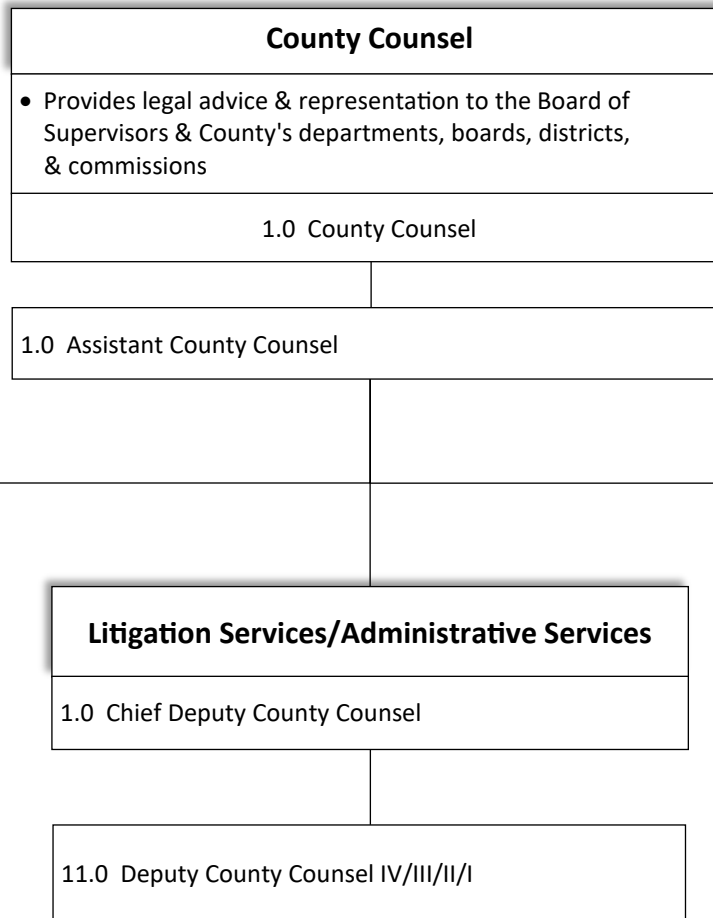 County Counsel
• Provides legal advice & representation to the Board of
Supervisors & County's departments, boards, districts,
& commissions
1.0 County Counsel
1.0 Assistant County Counsel
Litigation Services/Administrative Services
1.0 Chief Deputy County Counsel
11.0 Deputy County Counsel IV/III/II/I